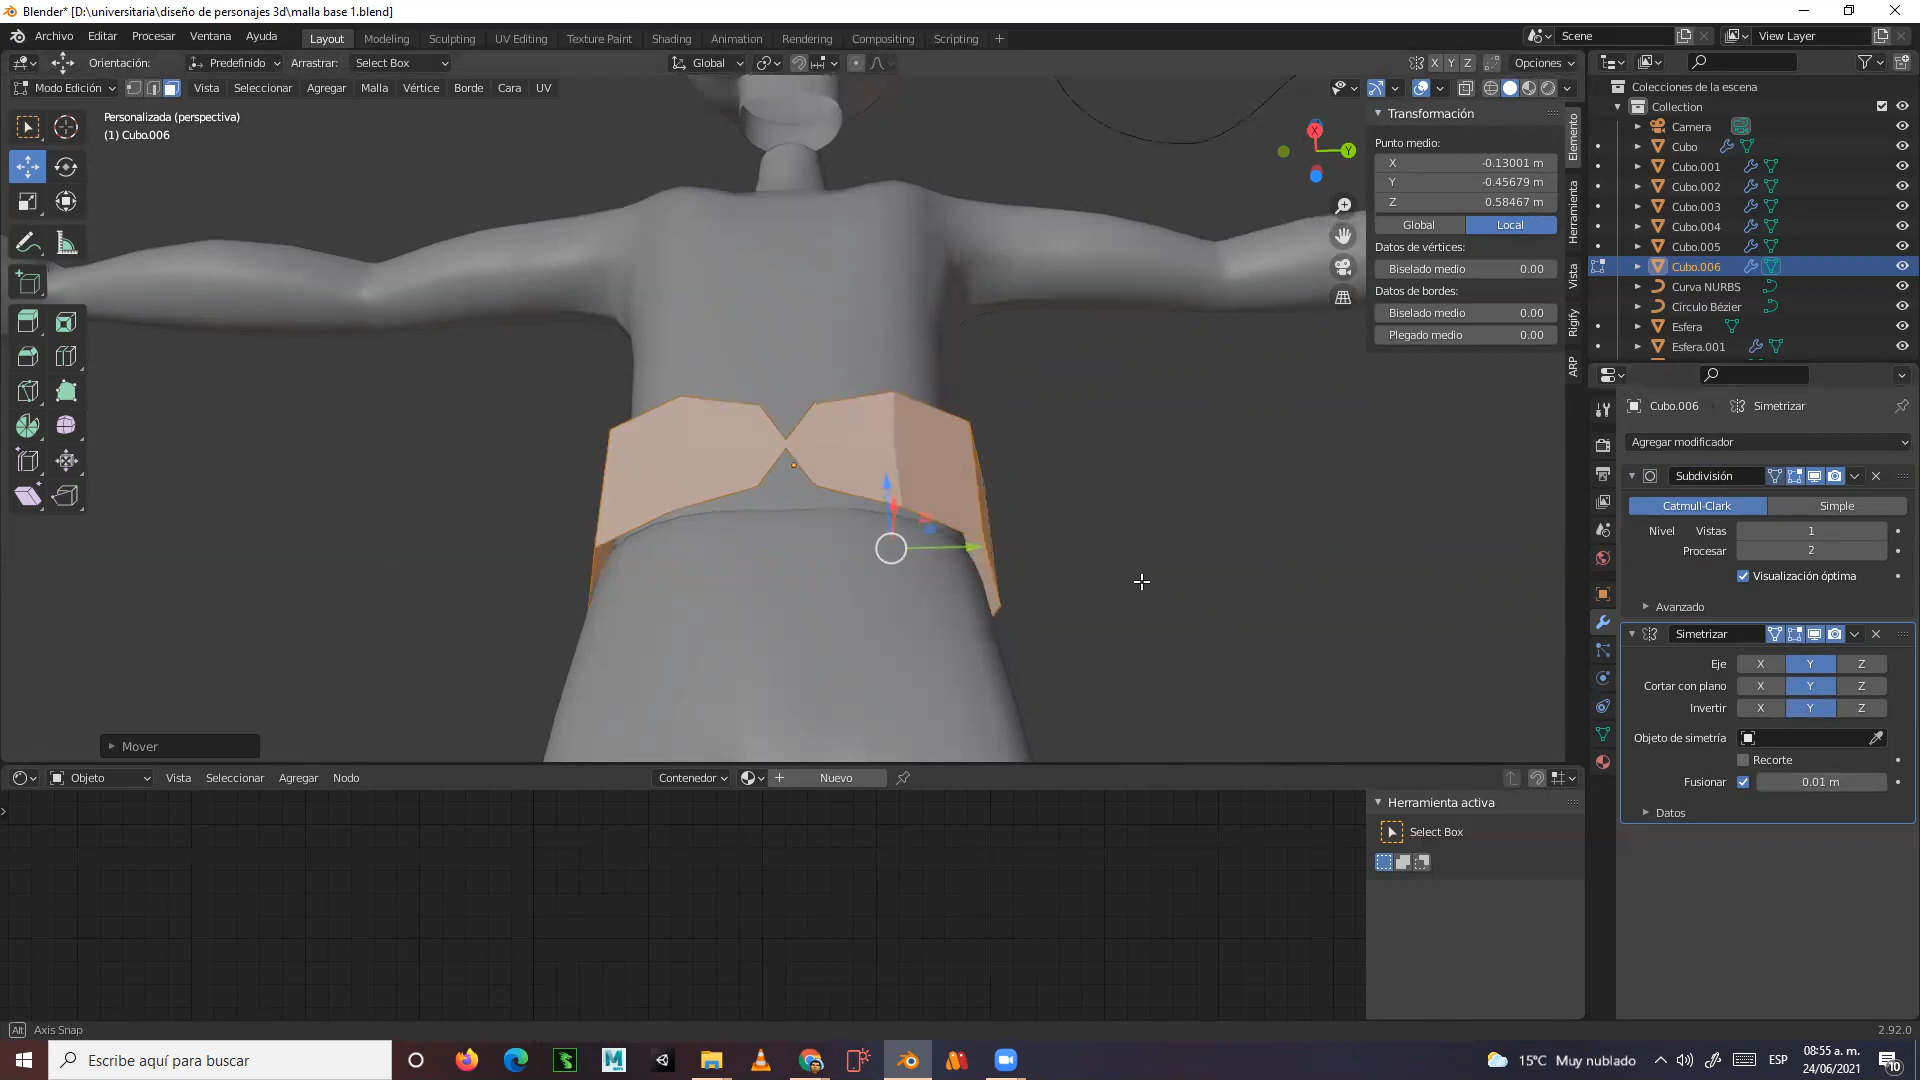 Blender* [D:\universitaria\diseño de personajes 3d\malla base 1.blend]
Archivo Editar Procesar Ventana Ayuda
Layout Modeling Sculpting UV Editing Texture Paint Shading Animation Rendering Compositing Scripting +
Scene
View Layer
Orientación: Predefinido Arrastrar: Select Box
Global
X Y Z Opciones
Modo Edición Vista Seleccionar Agregar Malla Vértice Borde Cara UV
Personalizada (perspectiva)
(1) Cubo.006
X
Y
Transformación
Punto medio:
X -0.13001 m
Y -0.45679 m
Z 0.58467 m
Global Local
Datos de vértices:
Biselado medio 0.00
Datos de bordes:
Biselado medio 0.00
Plegado medio 0.00
Elemento
Herramienta
Vista
Rigify
ARP
Colecciones de la escena
Collection
Camera
Cubo
Cubo.001
Cubo.002
Cubo.003
Cubo.004
Cubo.005
Cubo.006
Curva NURBS
Círculo Bézier
Esfera
Esfera.001
Cubo.006 Simetrizar
Agregar modificador
Subdivisión
Catmull-Clark Simple
Nivel Vistas 1
Procesar 2
Visualización óptima
Avanzado
Simetrizar
Eje X Y Z
Cortar con plano X Y Z
Invertir X Y Z
Objeto de simetría
Recorte
Fusionar 0.01 m
Datos
Mover
Objeto Vista Seleccionar Agregar Nodo
Contenedor + Nuevo
Herramienta activa
Select Box
Alt Axis Snap
2.92.0
Escribe aquí para buscar
15°C Muy nublado
ESP
08:55 a. m.
24/06/2021
10